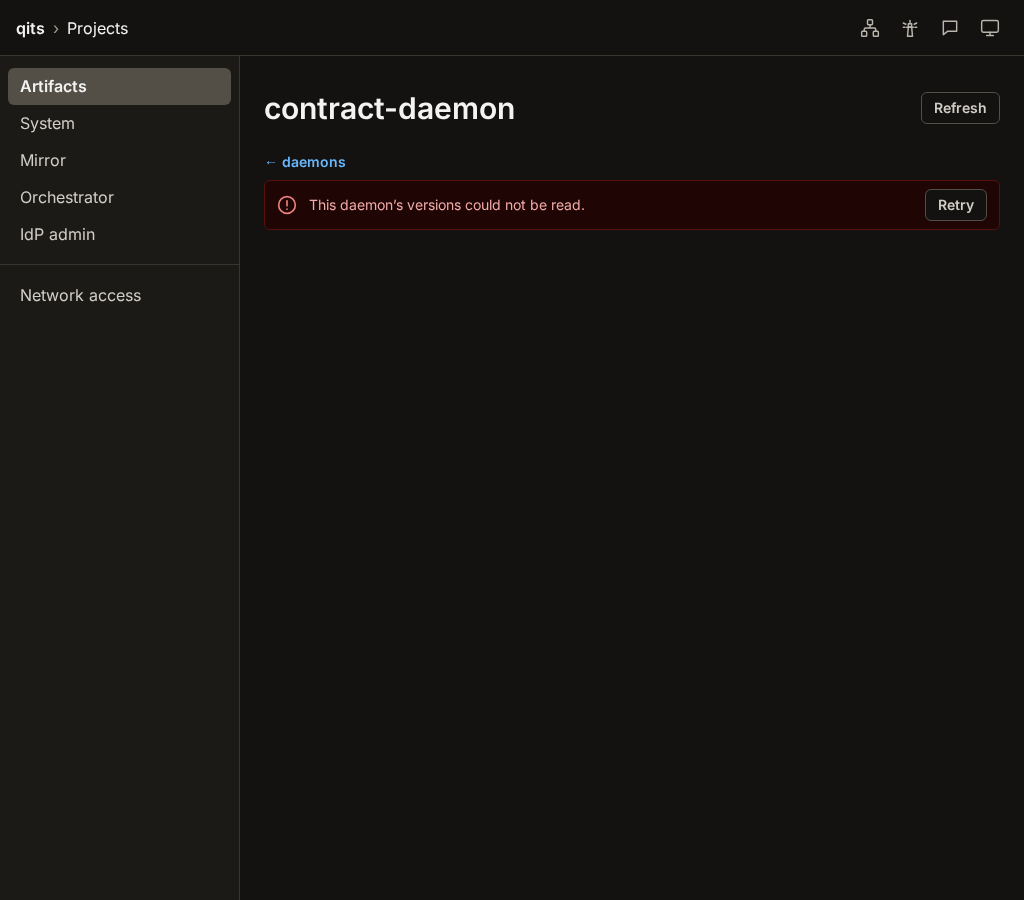 qits › Projects
Artifacts
System
Mirror
Orchestrator
IdP admin
Network access
contract-daemon
Refresh
← daemons
This daemon’s versions could not be read.
Retry